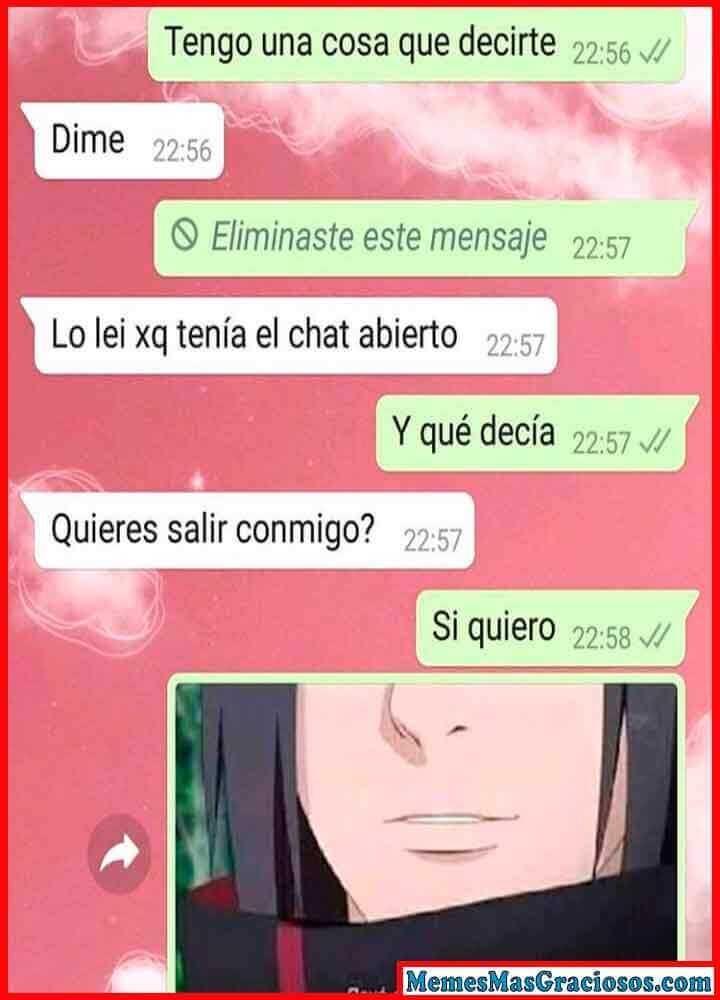 Tengo una cosa que decirte 22:56
Dime 22:56
Eliminaste este mensaje 22:57
Lo lei xq tenía el chat abierto 22:57
Y qué decía 22:57
Quieres salir conmigo? 22:57
Si quiero 22:58
MemesMasGraciosos.com